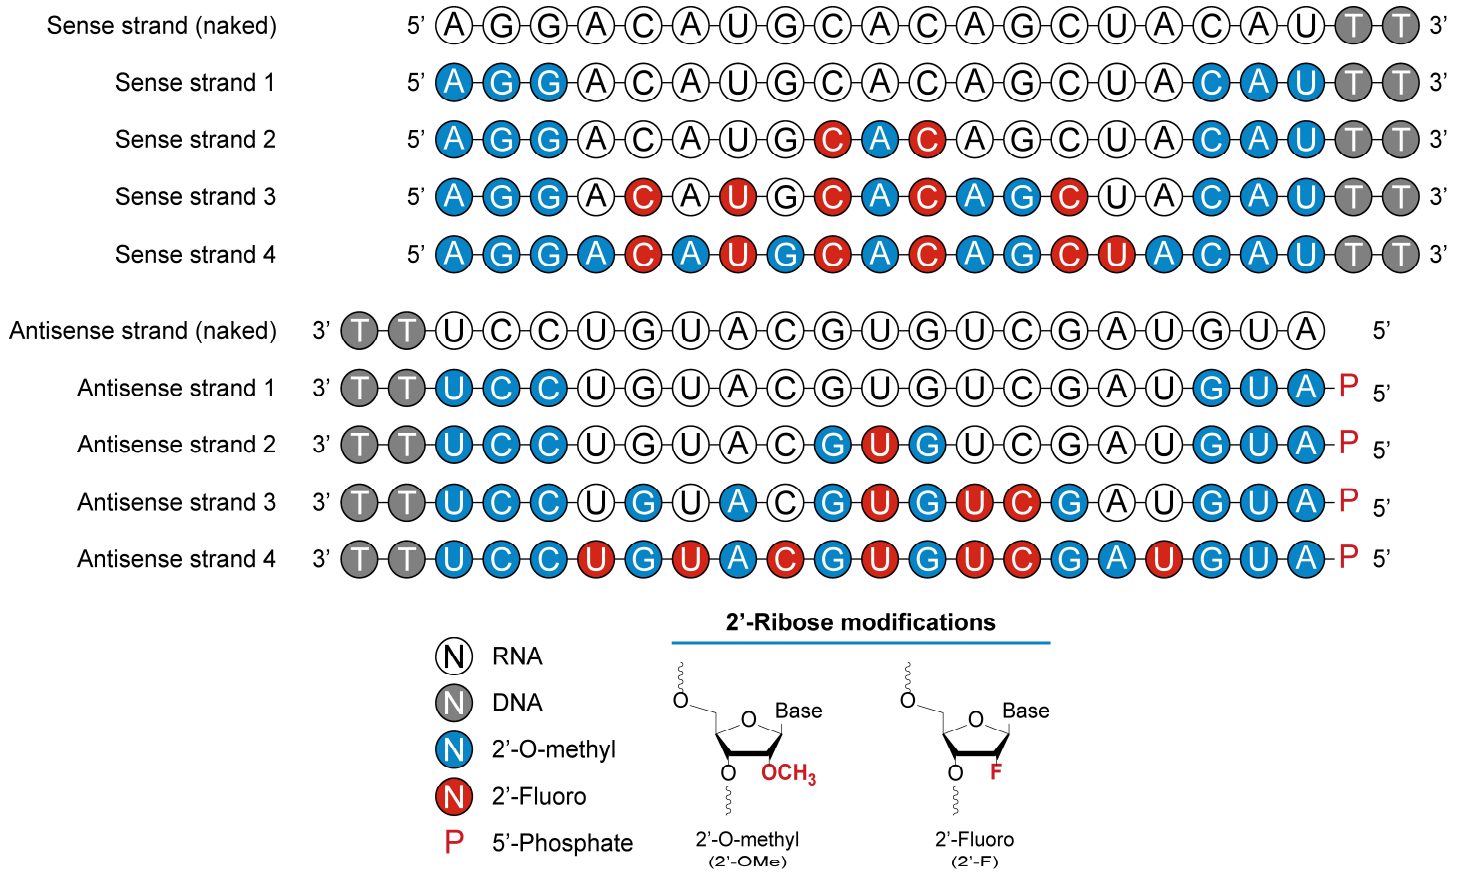 Sense strand (naked) 5’ A G G A C A U G C A C A G C U A C A U T T 3’
Sense strand 1 5’ A G G A C A U G C A C A G C U A C A U T T 3’
Sense strand 2 5’ A G G A C A U G C A C A G C U A C A U T T 3’
Sense strand 3 5’ A G G A C A U G C A C A G C U A C A U T T 3’
Sense strand 4 5’ A G G A C A U G C A C A G C U A C A U T T 3’
Antisense strand (naked) 3’ T T U C C U G U A C G U G U C G A U G U A 5’
Antisense strand 1 3’ T T U C C U G U A C G U G U C G A U G U A P 5’
Antisense strand 2 3’ T T U C C U G U A C G U G U C G A U G U A P 5’
Antisense strand 3 3’ T T U C C U G U A C G U G U C G A U G U A P 5’
Antisense strand 4 3’ T T U C C U G U A C G U G U C G A U G U A P 5’
N RNA
N DNA
N 2’-O-methyl
N 2’-Fluoro
P 5’-Phosphate
2’-Ribose modifications
O O Base
O OCH3
2’-O-methyl
(2’-OMe)
O O Base
O F
2’-Fluoro
(2’-F)